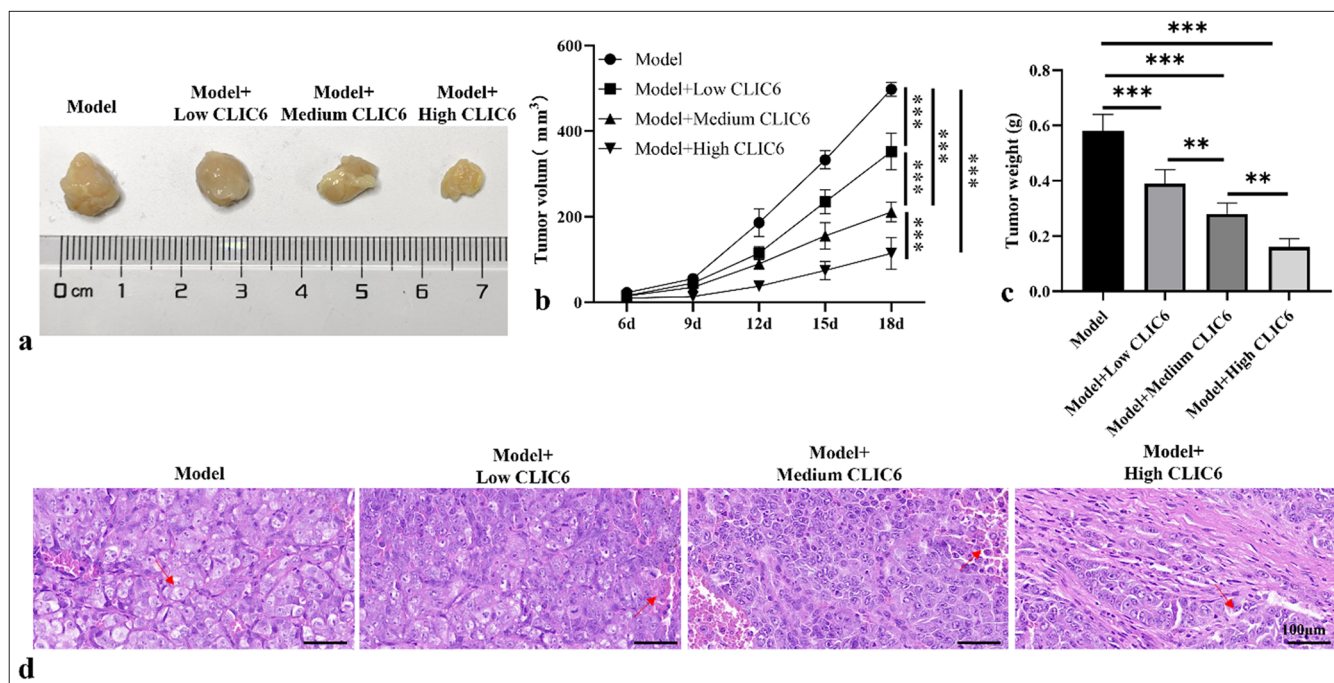 Model
Model+
Low CLIC6
Model+
Medium CLIC6
Model+
High CLIC6
0 cm 1 2 3 4 5 6 7
a
Tumor volum( mm³)
600
400
200
0
6d 9d 12d 15d 18d
Model
Model+Low CLIC6
Model+Medium CLIC6
Model+High CLIC6
***
***
***
***
***
b
Tumor weight (g)
0.8
0.6
0.4
0.2
0.0
***
***
***
**
**
Model
Model+Low CLIC6
Model+Medium CLIC6
Model+High CLIC6
c
Model
Model+
Low CLIC6
Model+
Medium CLIC6
Model+
High CLIC6
100μm
d